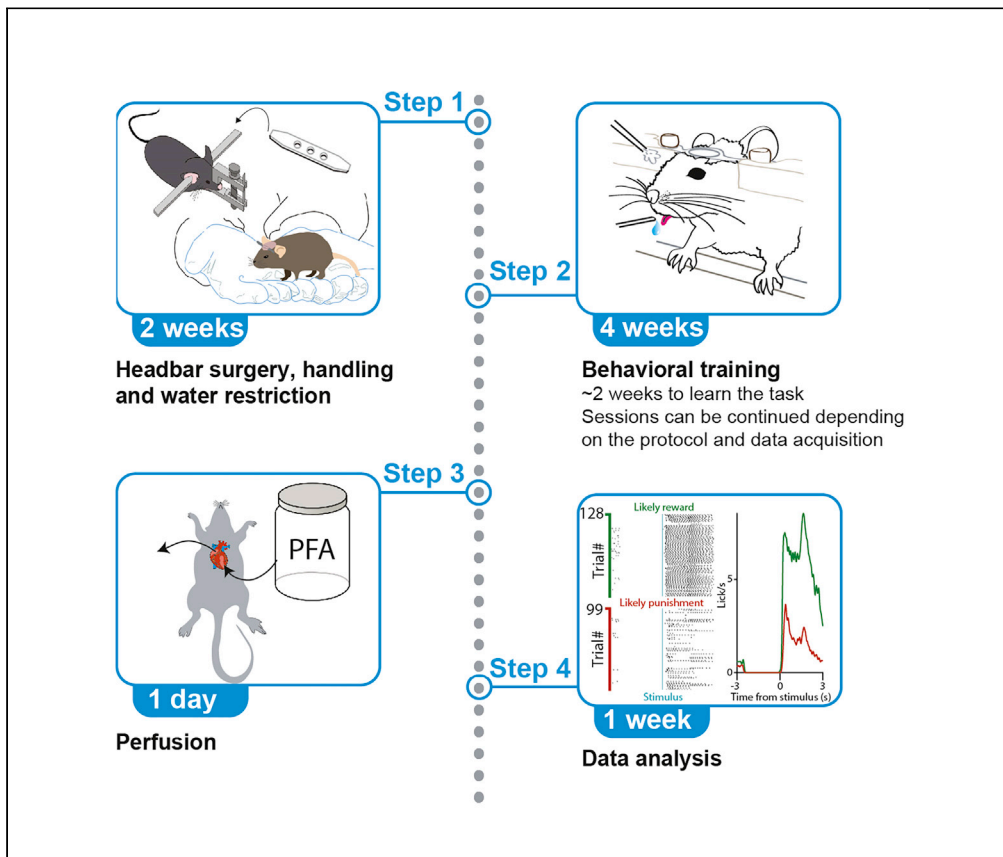 Step 1
2 weeks
Headbar surgery, handling
and water restriction
Step 2
4 weeks
Behavioral training
~2 weeks to learn the task
Sessions can be continued depending
on the protocol and data acquisition
Step 3
PFA
1 day
Perfusion
Step 4
Likely reward
128
Trial#
Likely punishment
99
Trial#
Stimulus
5
Lick/s
0
-3
0
3
Time from stimulus (s)
1 week
Data analysis